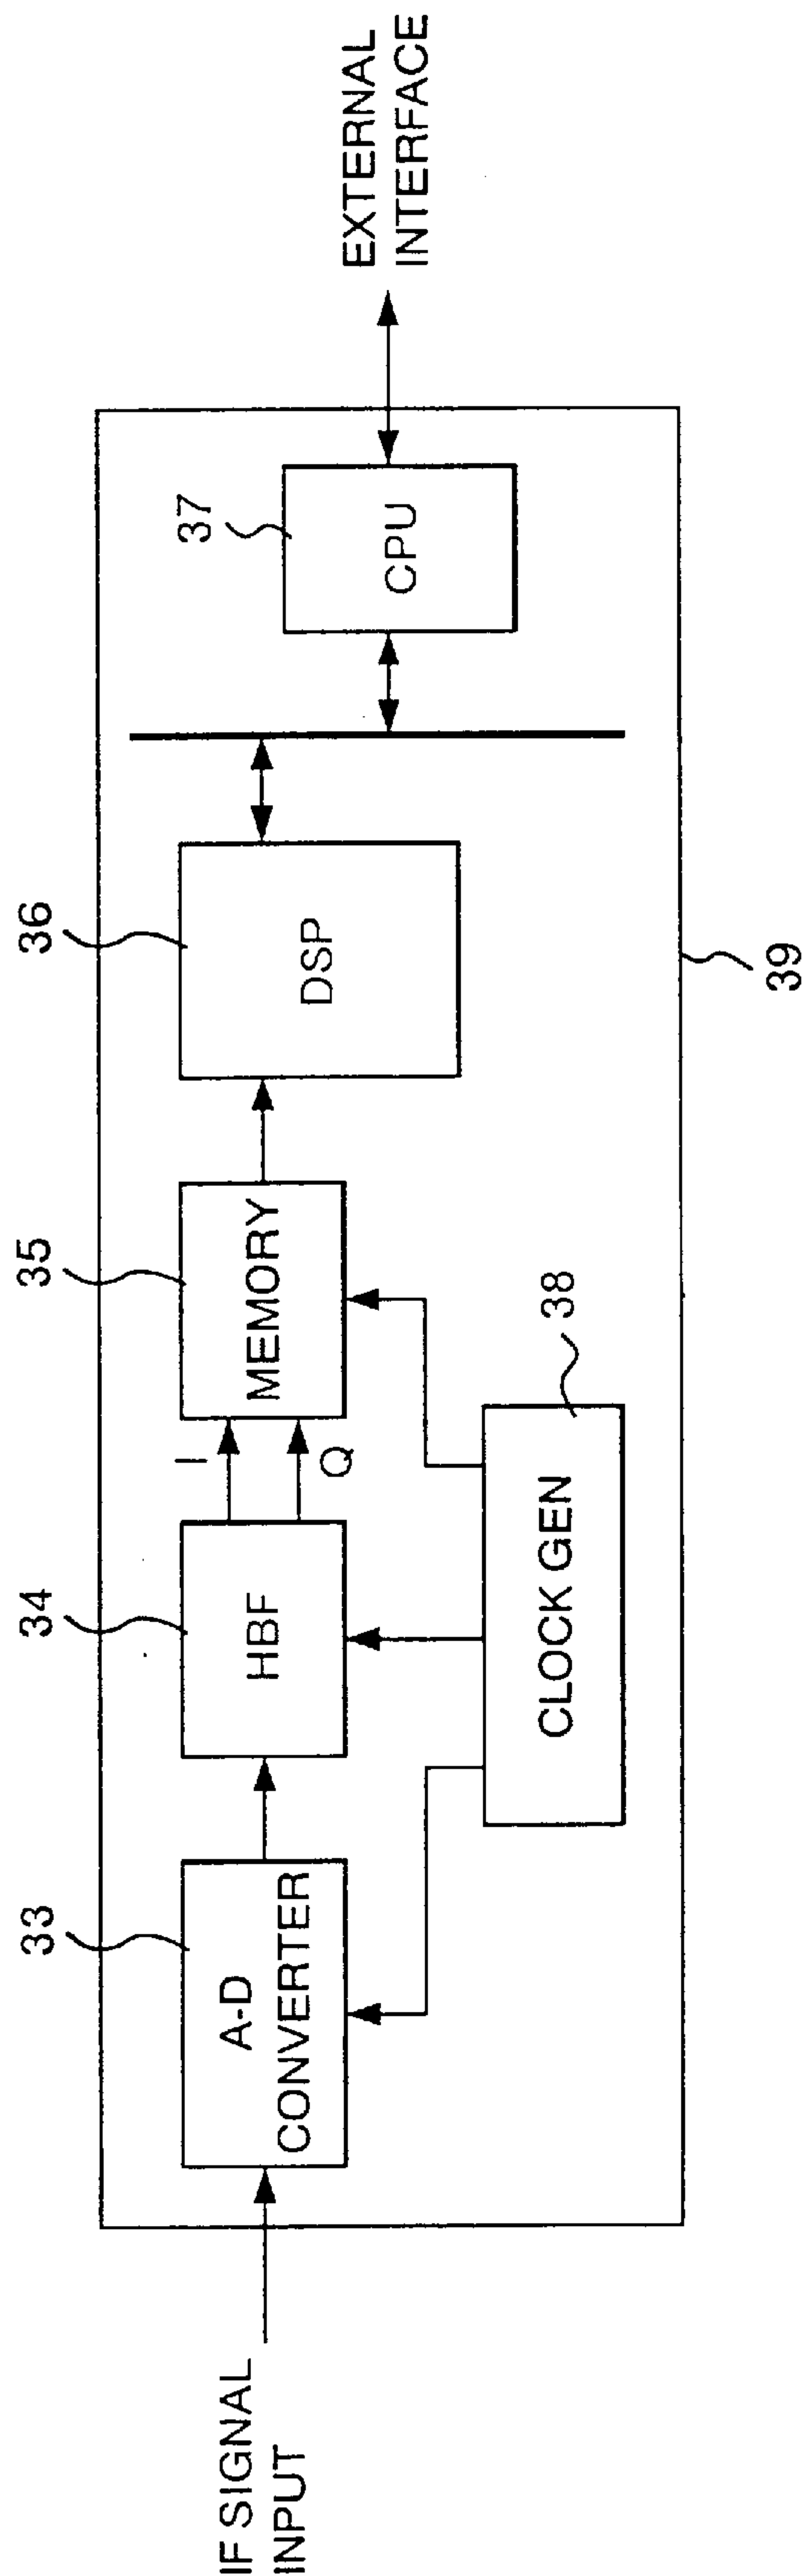 IF SIGNAL
INPUT
33
A-D
CONVERTER
34
HBF
I
Q
35
MEMORY
36
DSP
37
CPU
EXTERNAL
INTERFACE
CLOCK GEN
38
39